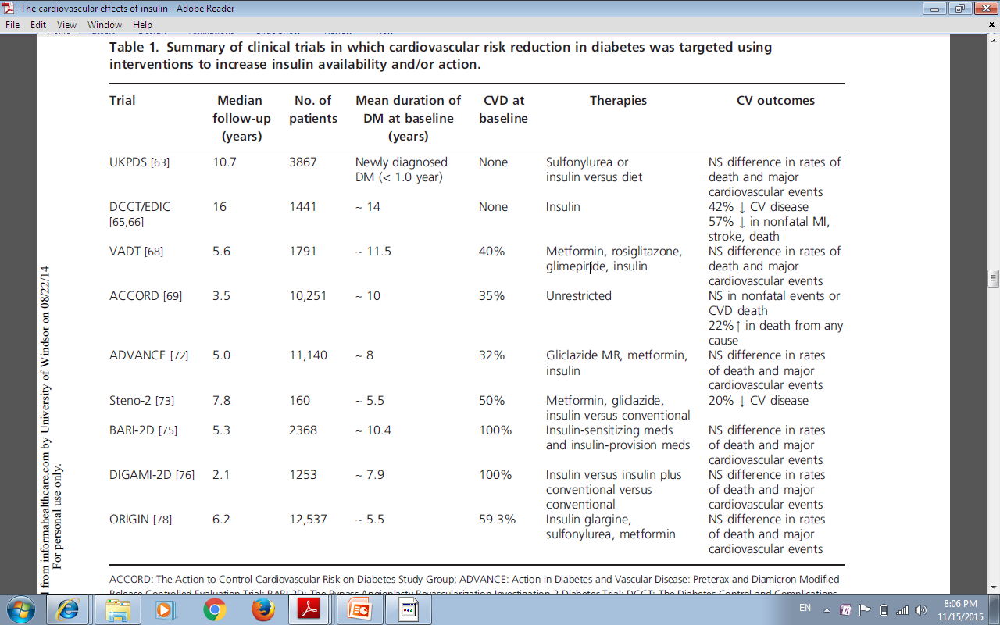 The cardiovascular effects of insulin - Adobe Reader
File Edit View Window Help
Table 1. Summary of clinical trials in which cardiovascular risk reduction in diabetes was targeted using
interventions to increase insulin availability and/or action.
Trial Median No. of Mean duration of CVD at Therapies CV outcomes
follow-up patients DM at baseline baseline
(years) (years)
UKPDS [63] 10.7 3867 Newly diagnosed None Sulfonylurea or NS difference in rates of
DM (< 1.0 year) insulin versus diet death and major
cardiovascular events
DCCT/EDIC 16 1441 ~ 14 None Insulin 42% ↓ CV disease
[65,66] 57% ↓ in nonfatal MI,
stroke, death
VADT [68] 5.6 1791 ~ 11.5 40% Metformin, rosiglitazone, NS difference in rates of
glimepiride, insulin death and major
cardiovascular events
ACCORD [69] 3.5 10,251 ~ 10 35% Unrestricted NS in nonfatal events or
CVD death
22%↑ in death from any
cause
ADVANCE [72] 5.0 11,140 ~ 8 32% Gliclazide MR, metformin, NS difference in rates
insulin of death and major
cardiovascular events
Steno-2 [73] 7.8 160 ~ 5.5 50% Metformin, gliclazide, 20% ↓ CV disease
insulin versus conventional
BARI-2D [75] 5.3 2368 ~ 10.4 100% Insulin-sensitizing meds NS difference in rates
and insulin-provision meds of death and major
cardiovascular events
DIGAMI-2D [76] 2.1 1253 ~ 7.9 100% Insulin versus insulin plus NS difference in rates
conventional versus of death and major
conventional cardiovascular events
ORIGIN [78] 6.2 12,537 ~ 5.5 59.3% Insulin glargine, NS difference in rates
sulfonylurea, metformin of death and major
cardiovascular events
ACCORD: The Action to Control Cardiovascular Risk on Diabetes Study Group; ADVANCE: Action in Diabetes and Vascular Disease: Preterax and Diamicron Modified
from informahealthcare.com by University of Windsor on 08/22/14
For personal use only.
EN
8:06 PM
11/15/2015